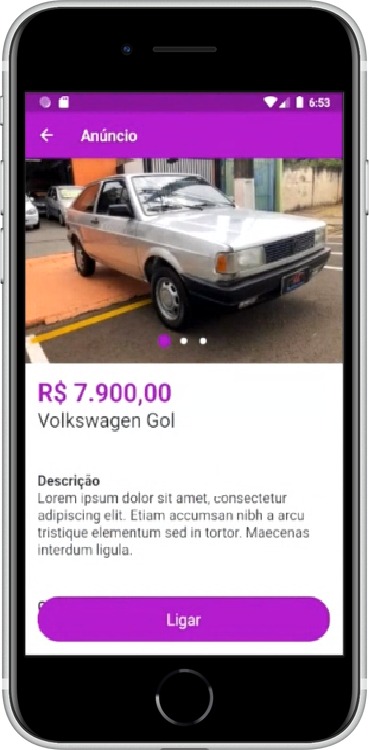 6:53
Anúncio
R$ 7.900,00
Volkswagen Gol
Descrição
Lorem ipsum dolor sit amet, consectetur
adipiscing elit. Etiam accumsan nibh a arcu
tristique elementum sed in tortor. Maecenas
interdum ligula.
Ligar